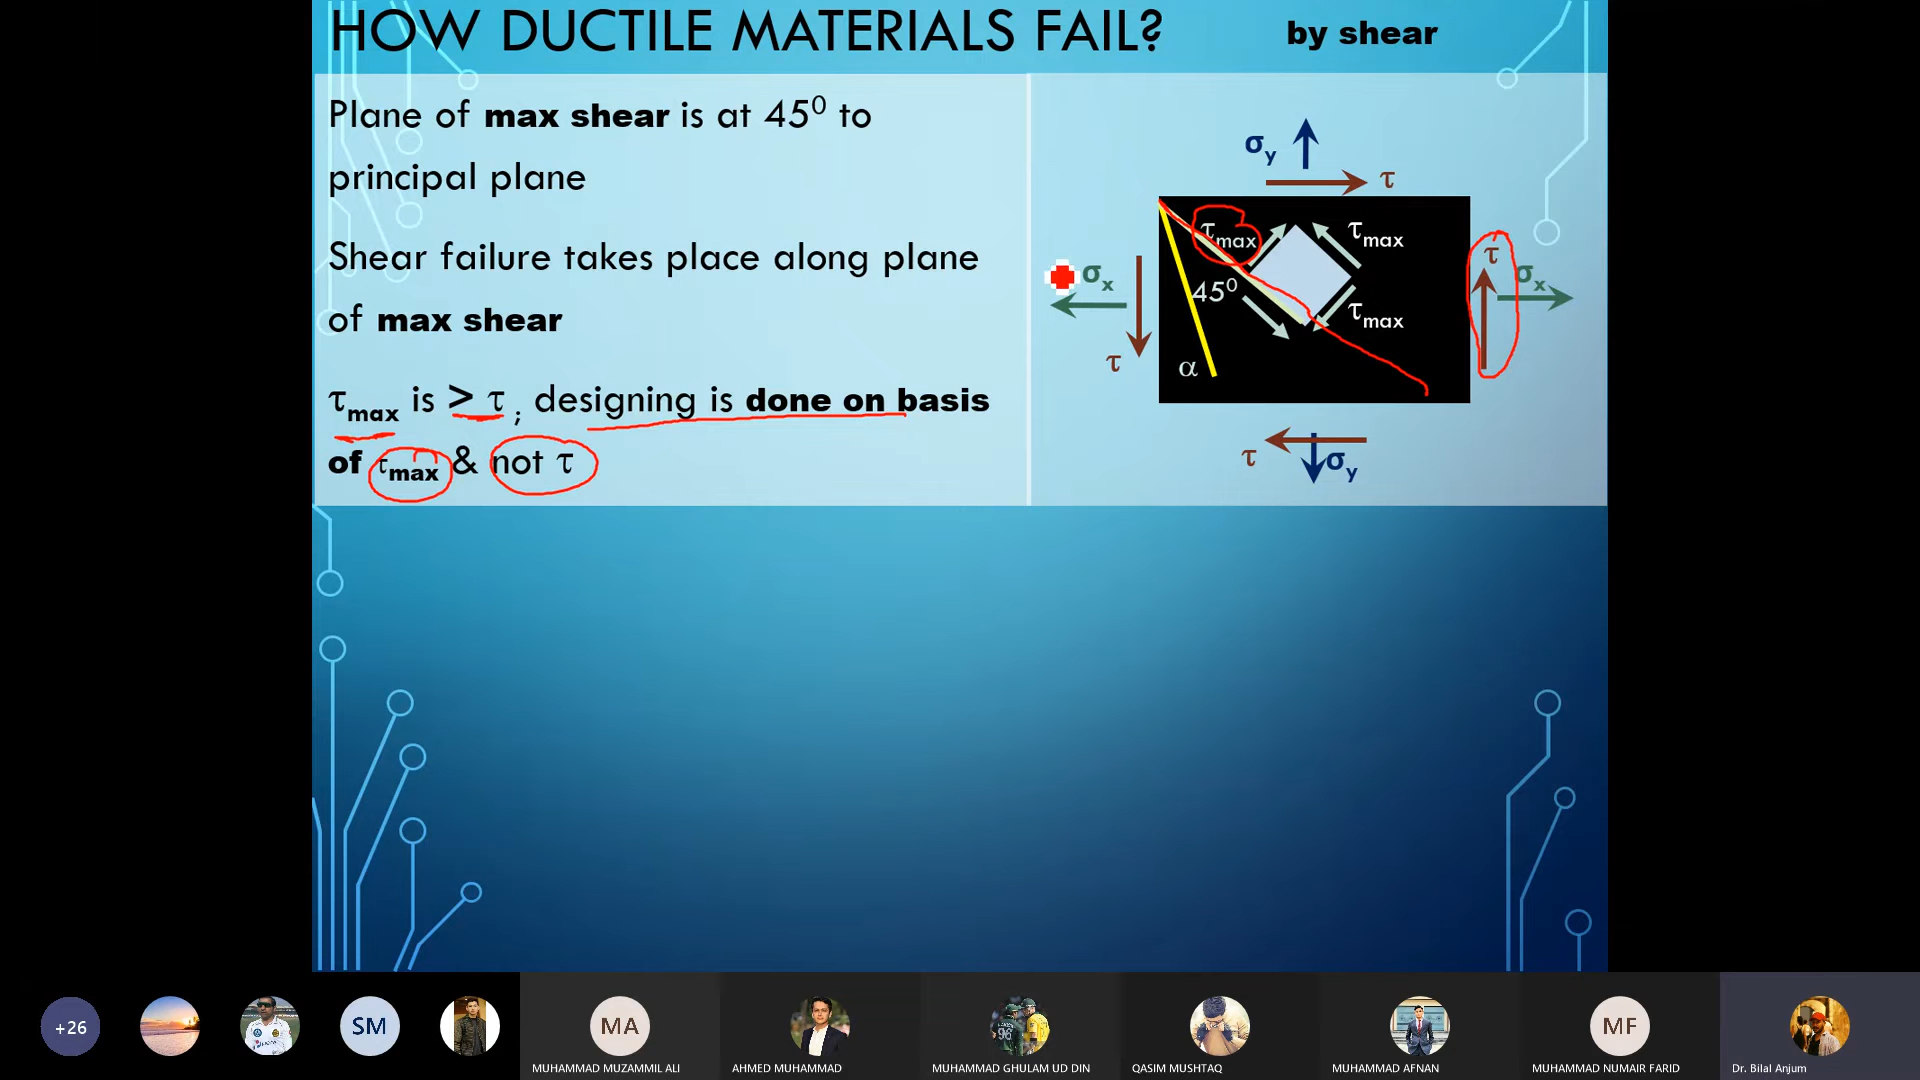 HOW DUCTILE MATERIALS FAIL?
by shear
Plane of max shear is at 45⁰ to
principal plane
Shear failure takes place along plane
of max shear
τmax is > τ ; designing is done on basis
of τmax & not τ
σy
τ
τmax
τmax
τ
σx
σx
45⁰
τmax
τ
α
τ
σy
+26
SM
MA
MF
MUHAMMAD MUZAMMIL ALI
AHMED MUHAMMAD
MUHAMMAD GHULAM UD DIN
QASIM MUSHTAQ
MUHAMMAD AFNAN
MUHAMMAD NUMAIR FARID
Dr. Bilal Anjum